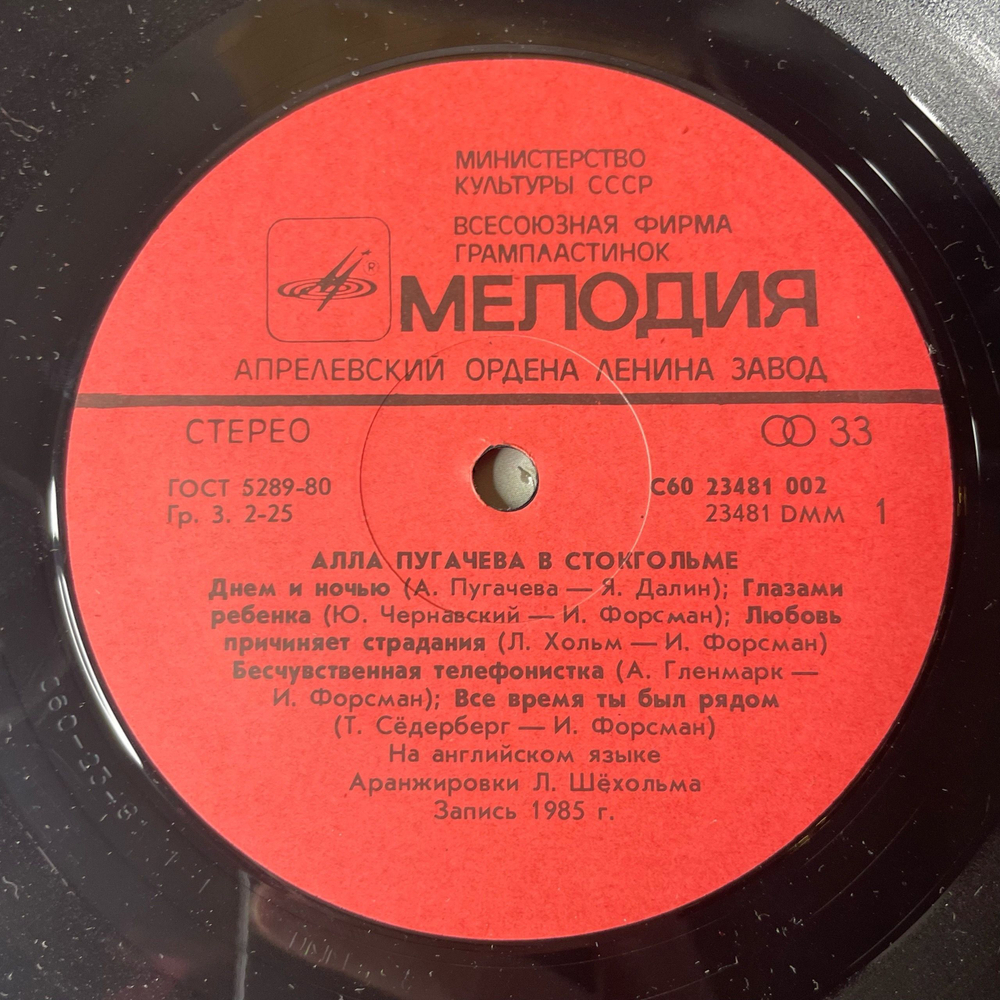 МИНИСТЕРСТВО
КУЛЬТУРЫ СССР
ВСЕСОЮЗНАЯ ФИРМА
ГРАМПЛАСТИНОК
®
МЕЛОДИЯ
АПРЕЛЕВСКИЙ ОРДЕНА ЛЕНИНА ЗАВОД
СТЕРЕО
33
ГОСТ 5289-80
С60 23481 002
Гр. 3. 2-25
23481 DMM 1
АЛЛА ПУГАЧЕВА В СТОКГОЛЬМЕ
Днем и ночью (А. Пугачева — Я. Далин); Глазами
ребенка (Ю. Чернавский — И. Форсман); Любовь
причиняет страдания (Л. Хольм — И. Форсман)
Бесчувственная телефонистка (А. Гленмарк —
И. Форсман); Все время ты был рядом
(Т. Сёдерберг — И. Форсман)
На английском языке
Аранжировки Л. Шёхольма
Запись 1985 г.